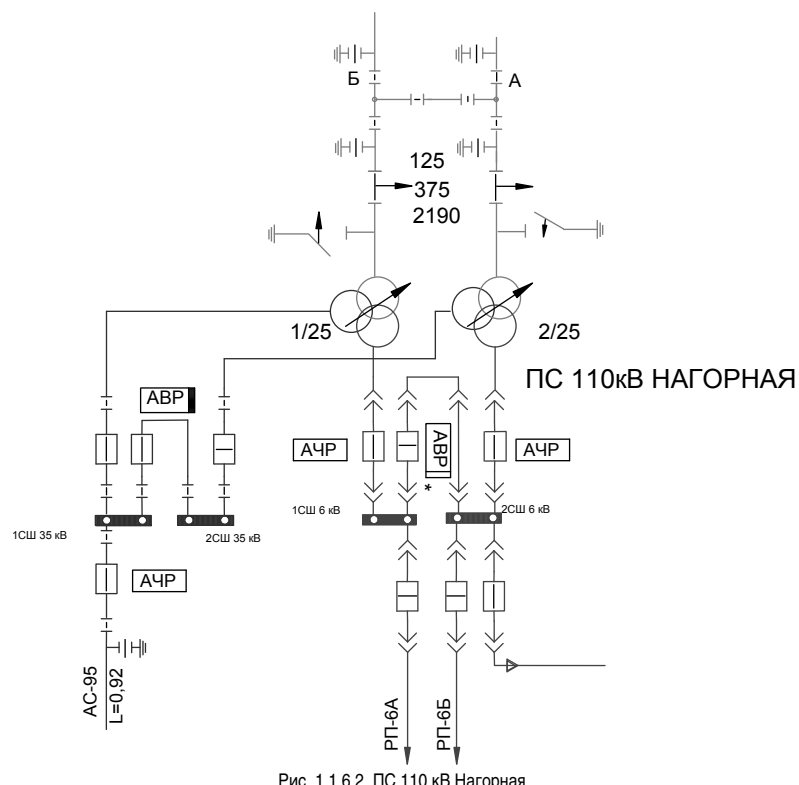 Б
А
125
375
2190
1/25
2/25
ПС 110кВ НАГОРНАЯ
АВР
АЧР
АВР
*
АЧР
1СШ 35 кВ
2СШ 35 кВ
1СШ 6 кВ
2СШ 6 кВ
АЧР
АС-95
L=0,92
РП-6А
РП-6Б
Рис. 1.1.6.2. ПС 110 кВ Нагорная